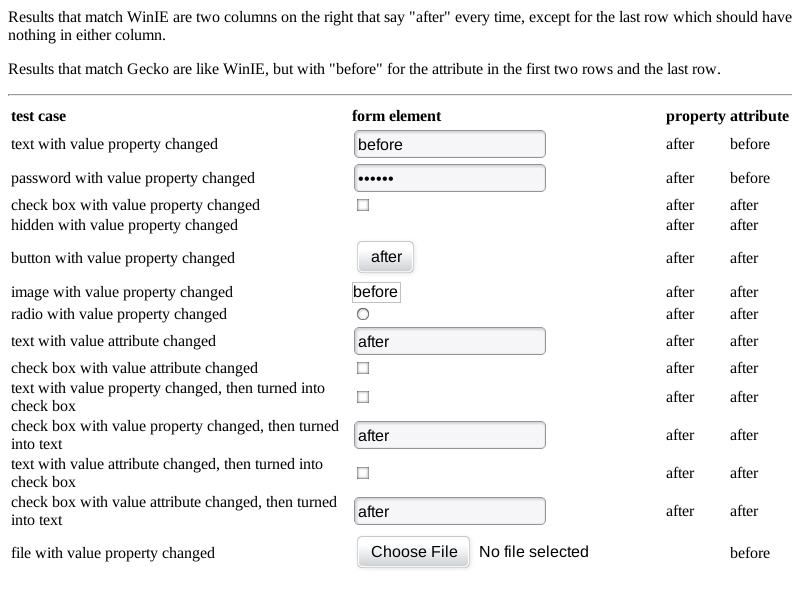 Results that match WinIE are two columns on the right that say "after" every time, except for the last row which should have
nothing in either column.
Results that match Gecko are like WinIE, but with "before" for the attribute in the first two rows and the last row.
test case form element property attribute
text with value property changed before after before
password with value property changed •••••• after before
check box with value property changed after after
hidden with value property changed after after
button with value property changed after after after
image with value property changed before after after
radio with value property changed after after
text with value attribute changed after after after
check box with value attribute changed after after
text with value property changed, then turned into
check box after after
check box with value property changed, then turned
into text after after after
text with value attribute changed, then turned into
check box after after
check box with value attribute changed, then turned
into text after after after
file with value property changed Choose File No file selected before